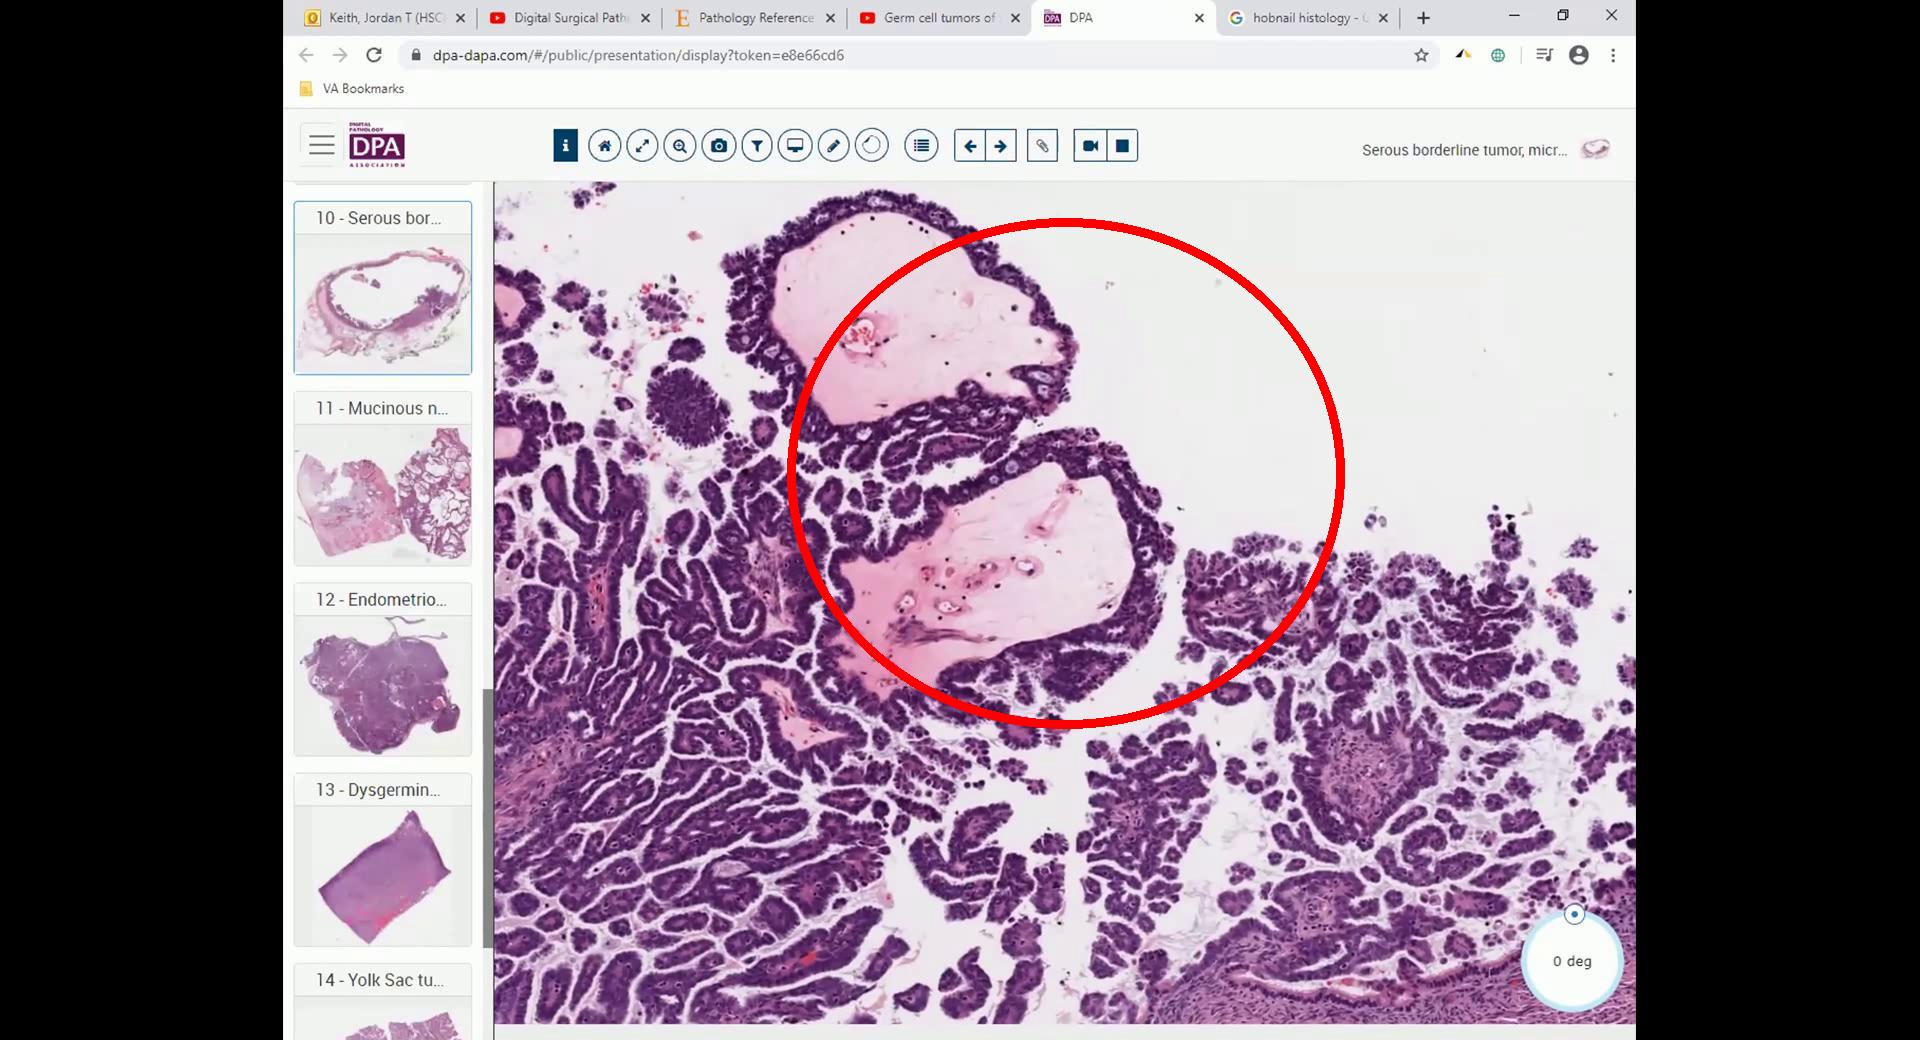 Keith, Jordan T (HSC
Digital Surgical Path
Pathology Reference
Germ cell tumors of
DPA
hobnail histology - G
dpa-dapa.com/#/public/presentation/display?token=e8e66cd6
VA Bookmarks
DIGITAL
PATHOLOGY
DPA
ASSOCIATION
Serous borderline tumor, micr...
10 - Serous bor...
11 - Mucinous n...
12 - Endometrio...
13 - Dysgermin...
14 - Yolk Sac tu...
0 deg